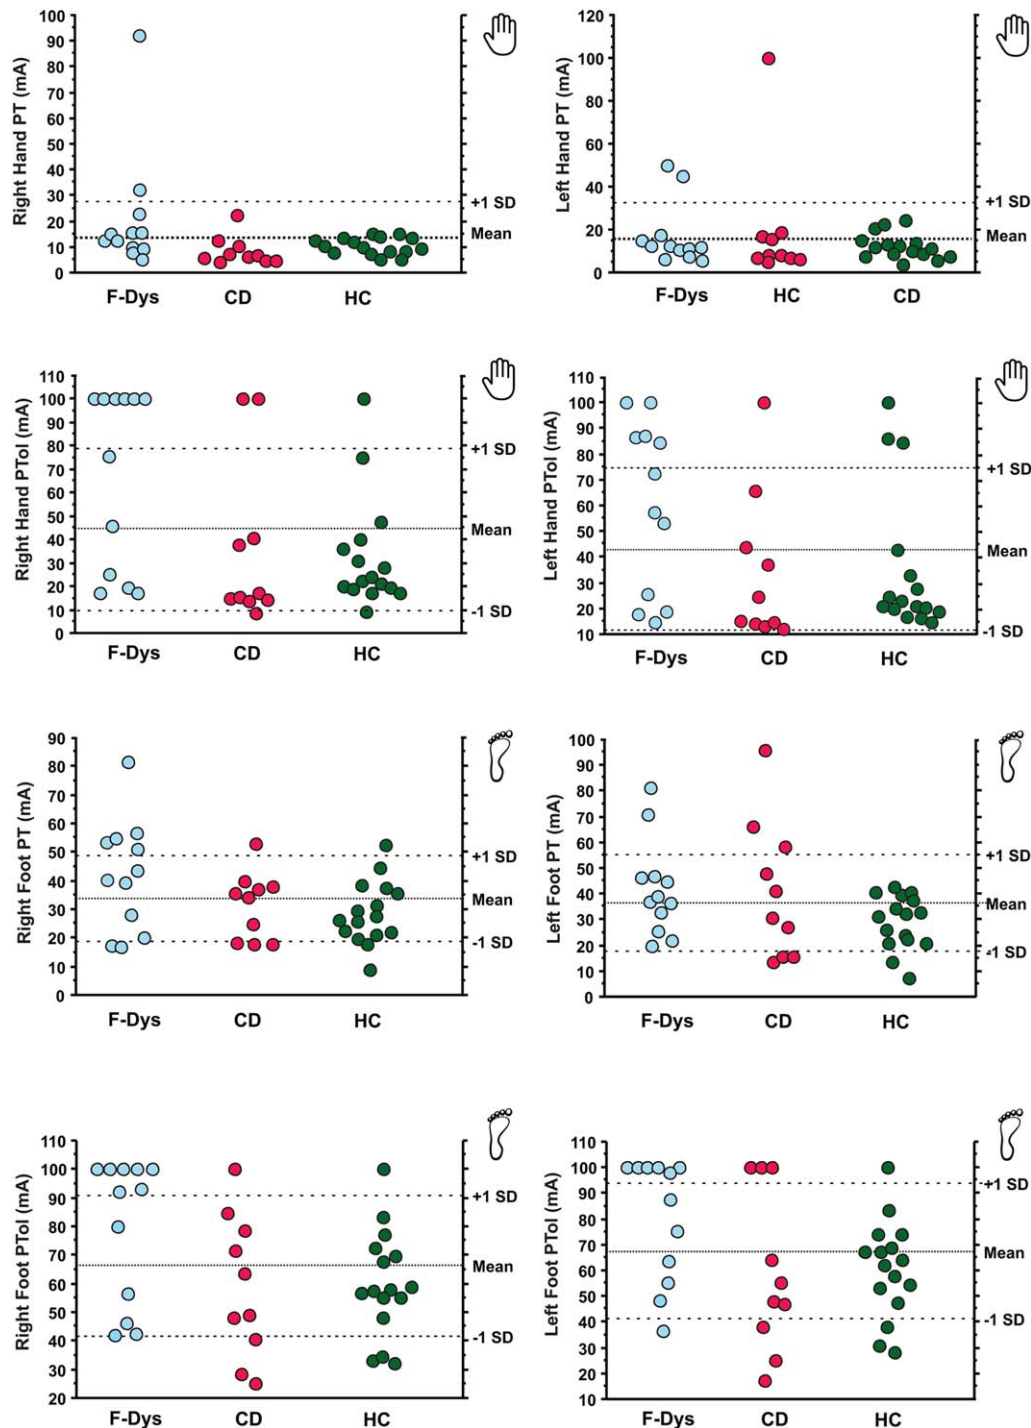 Right Hand PT (mA)
100
90
80
70
60
50
40
30
20
10
0
+1 SD
Mean
F-Dys CD HC
Left Hand PT (mA)
120
100
80
60
40
20
0
+1 SD
Mean
F-Dys HC CD
Right Hand PTol (mA)
110
100
90
80
70
60
50
40
30
20
10
0
+1 SD
Mean
-1 SD
F-Dys CD HC
Left Hand PTol (mA)
110
100
90
80
70
60
50
40
30
20
10
+1 SD
Mean
-1 SD
F-Dys CD HC
Right Foot PT (mA)
90
80
70
60
50
40
30
20
10
0
+1 SD
Mean
-1 SD
F-Dys CD HC
Left Foot PT (mA)
100
90
80
70
60
50
40
30
20
10
0
+1 SD
Mean
-1 SD
F-Dys CD HC
Right Foot PTol (mA)
110
100
90
80
70
60
50
40
30
20
+1 SD
Mean
-1 SD
F-Dys CD HC
Left Foot PTol (mA)
110
100
90
80
70
60
50
40
30
20
10
+1 SD
Mean
-1 SD
F-Dys CD HC